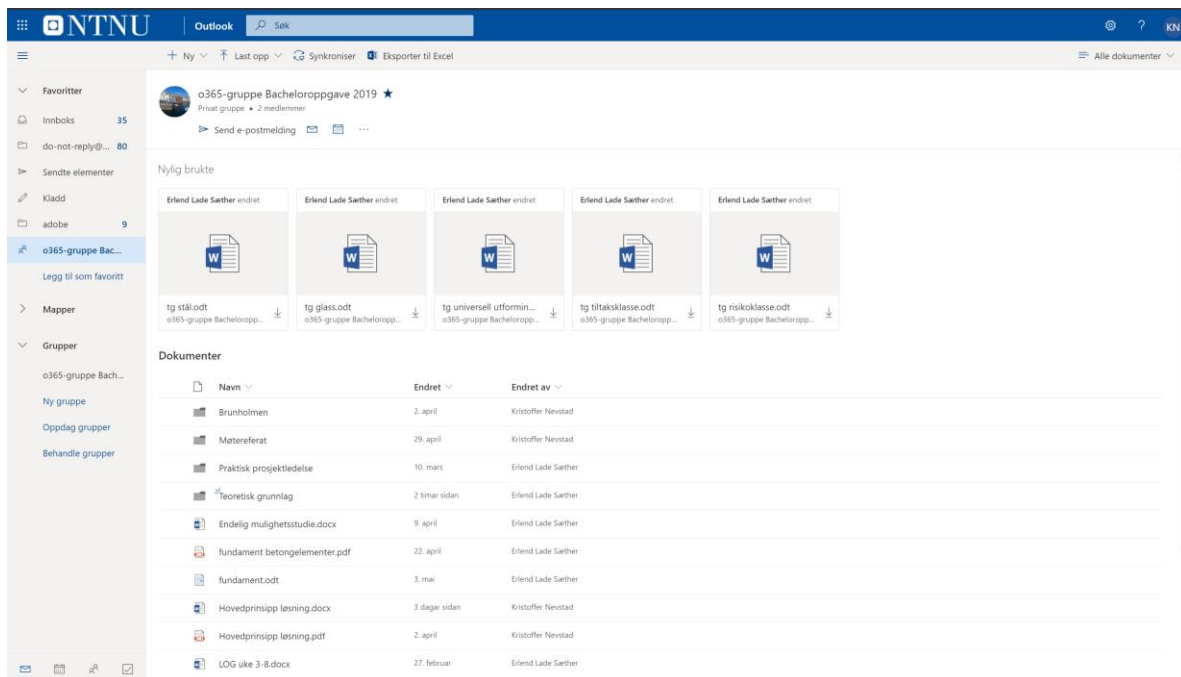 NTNU Outlook Søk KN
Ny Last opp Synkroniser Eksporter til Excel Alle dokumenter
Favoritter
Innboks 35
do-not-reply@... 80
Sendte elementer
Kladd
adobe 9
o365-gruppe Bac...
Legg til som favoritt
Mapper
Grupper
o365-gruppe Bach...
Ny gruppe
Oppdag grupper
Behandle grupper
o365-gruppe Bacheloroppgave 2019
Privat gruppe • 2 medlemmer
Send e-postmelding ...
Nylig brukte
Erlend Lade Sæther endret
tg stål.odt
o365-gruppe Bacheloropp...
Erlend Lade Sæther endret
tg glass.odt
o365-gruppe Bacheloropp...
Erlend Lade Sæther endret
tg universell utformin...
o365-gruppe Bacheloropp...
Erlend Lade Sæther endret
tg tiltaksklasse.odt
o365-gruppe Bacheloropp...
Erlend Lade Sæther endret
tg risikoklasse.odt
o365-gruppe Bacheloropp...
Dokumenter
Navn Endret Endret av
Brunholmen 2. april Kristoffer Nevstad
Møtereferat 29. april Kristoffer Nevstad
Praktisk prosjektledelse 10. mars Erlend Lade Sæther
Teoretisk grunnlag 2 timar sidan Erlend Lade Sæther
Endelig mulighetsstudie.docx 9. april Erlend Lade Sæther
fundament betongelementer.pdf 22. april Erlend Lade Sæther
fundament.odt 3. mai Erlend Lade Sæther
Hovedprinsipp løsning.docx 3 dagar sidan Kristoffer Nevstad
Hovedprinsipp løsning.pdf 2. april Kristoffer Nevstad
LOG uke 3-8.docx 27. februar Erlend Lade Sæther